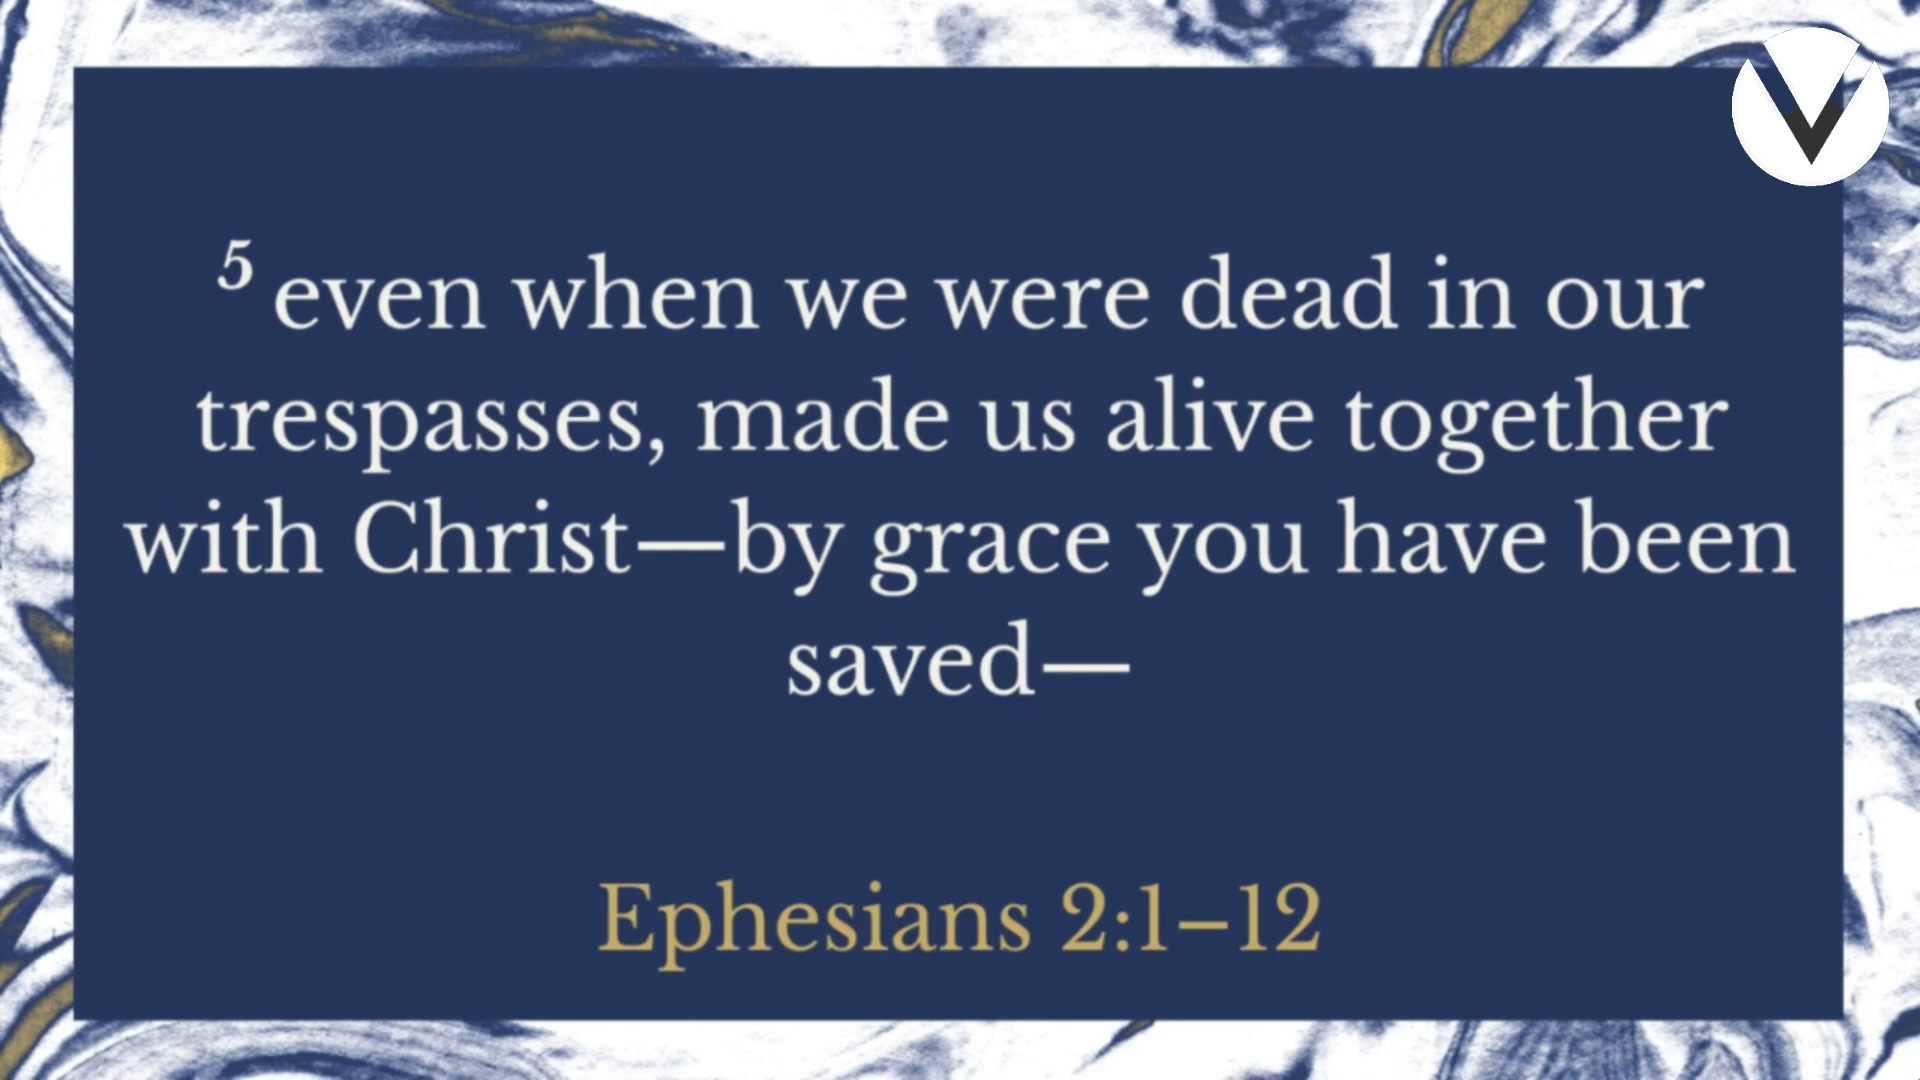 5 even when we were dead in our
trespasses, made us alive together
with Christ—by grace you have been
saved—
Ephesians 2:1–12